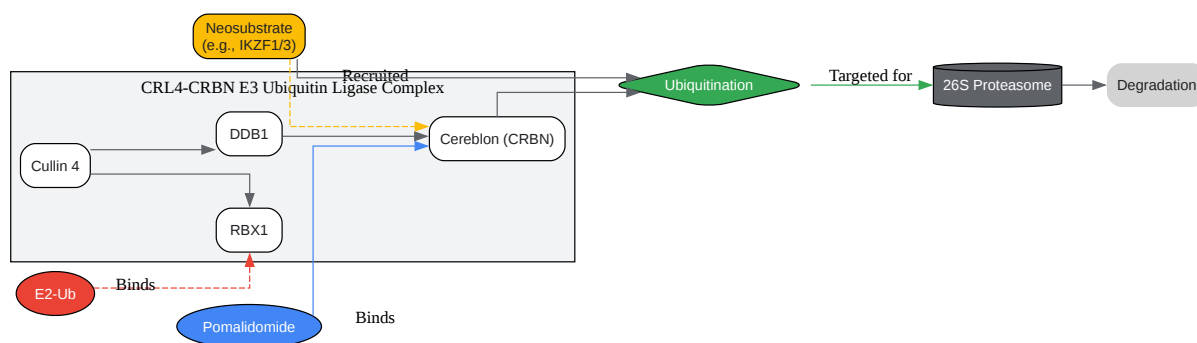 Neosubstrate
(e.g., IKZF1/3)
Recruited
CRL4-CRBN E3 Ubiquitin Ligase Complex
Ubiquitination
Targeted for
26S Proteasome
Degradation
DDB1
Cereblon (CRBN)
Cullin 4
RBX1
E2-Ub
Binds
Pomalidomide
Binds